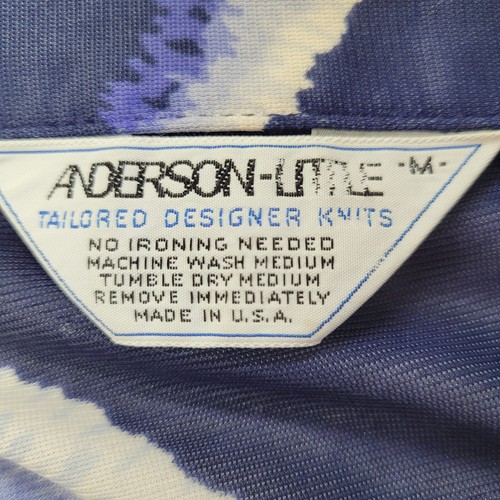 ANDERSON-LITTLE -M-
TAILORED DESIGNER KNITS
NO IRONING NEEDED
MACHINE WASH MEDIUM
TUMBLE DRY MEDIUM
REMOVE IMMEDIATELY
MADE IN U.S.A.